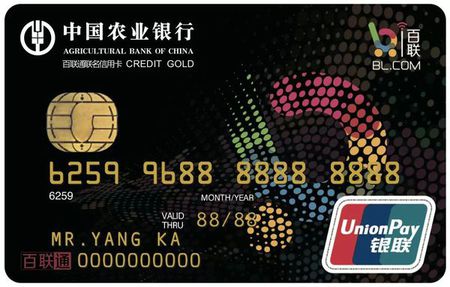 中国农业银行
AGRICULTURAL BANK OF CHINA
百联通联名信用卡 CREDIT GOLD
百联
BL.COM
6259 9688 8888 8888
6259
MONTH/YEAR
VALID THRU 88/88
MR.YANG KA
百联通 0000000000
UnionPay
银联